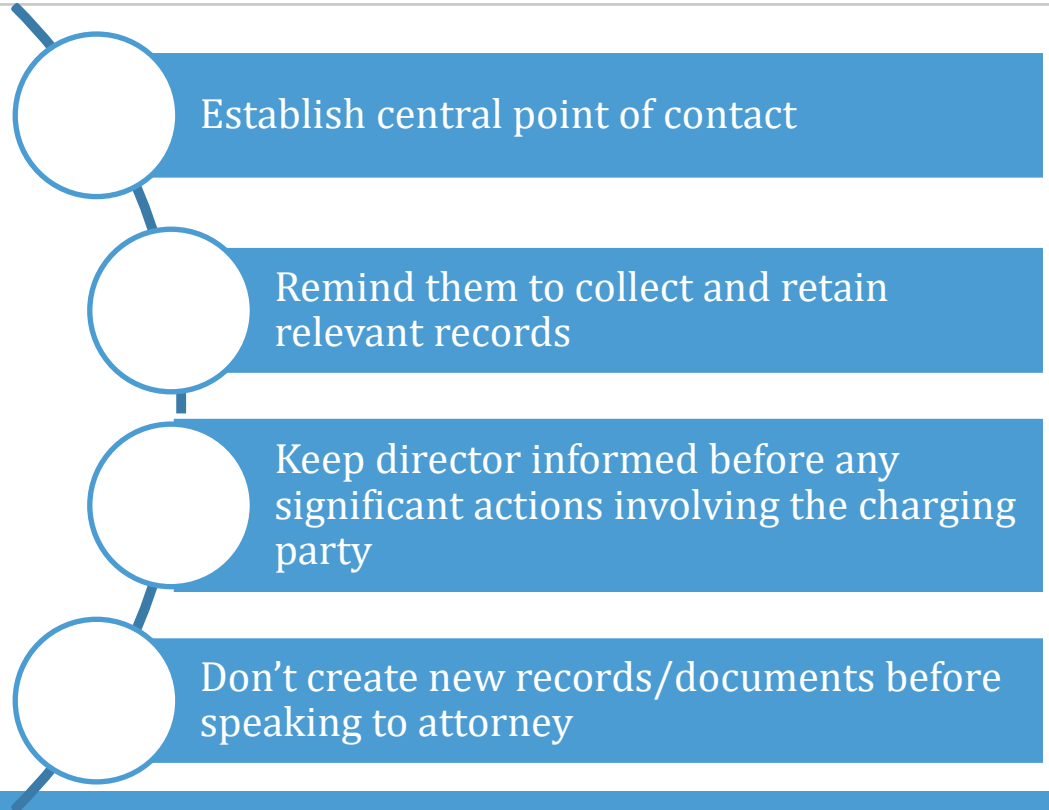 Establish central point of contact
Remind them to collect and retain
relevant records
Keep director informed before any
significant actions involving the charging
party
Don’t create new records/documents before
speaking to attorney